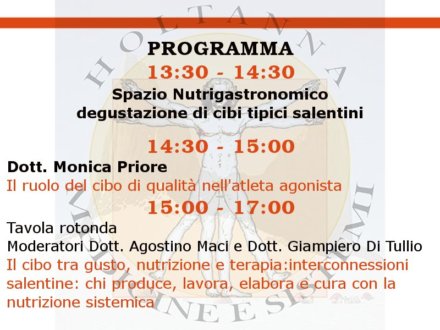 PROGRAMMA
13:30 - 14:30
Spazio Nutrigastronomico
degustazione di cibi tipici salentini
14:30 - 15:00
Dott. Monica Priore
Il ruolo del cibo di qualità nell'atleta agonista
15:00 - 17:00
Tavola rotonda
Moderatori Dott. Agostino Maci e Dott. Giampiero Di Tullio
Il cibo tra gusto, nutrizione e terapia:interconnessioni
salentine: chi produce, lavora, elabora e cura con la
nutrizione sistemica
HOLTANNA
MEDICINE E SISTEMI